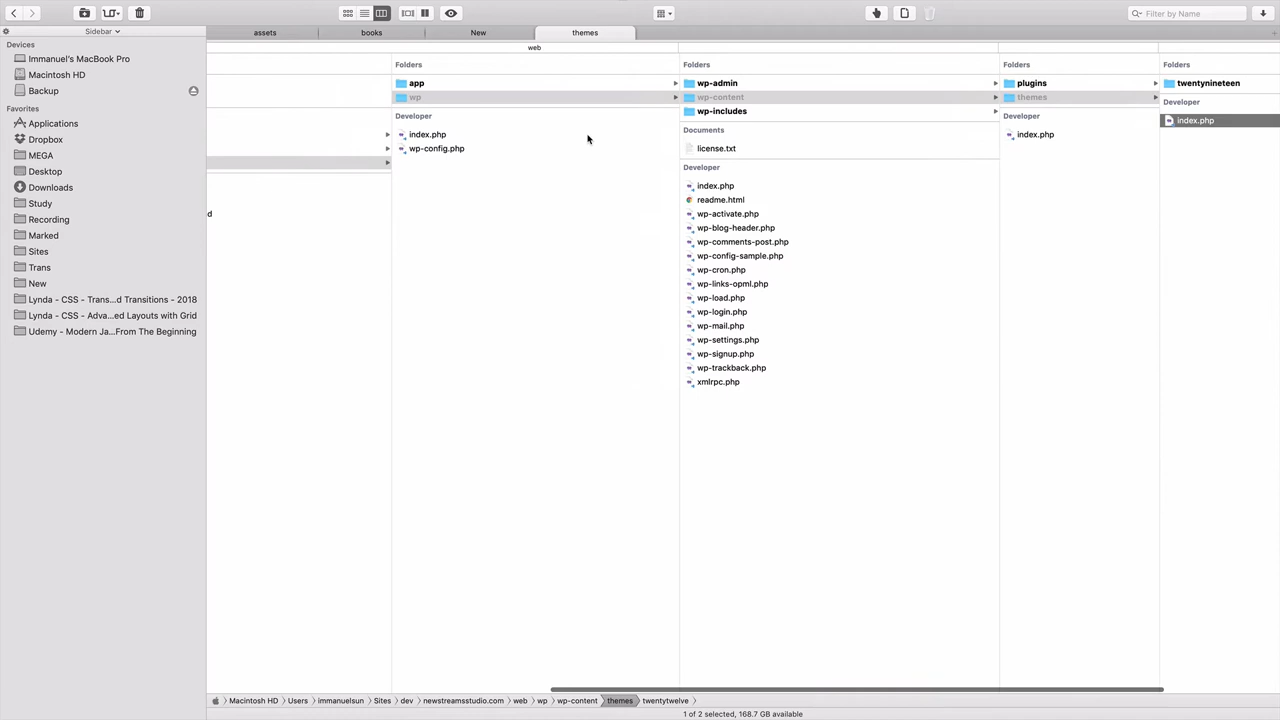 Filter by Name
Sidebar
assets
books
New
themes
web
Devices
Immanuel's MacBook Pro
Macintosh HD
Backup
Favorites
Applications
Dropbox
MEGA
Desktop
Downloads
Study
Recording
Marked
Sites
Trans
New
Lynda - CSS - Trans...d Transitions - 2018
Lynda - CSS - Adva...ed Layouts with Grid
Udemy - Modern Ja...From The Beginning
d
Folders
app
wp
Developer
index.php
wp-config.php
Folders
wp-admin
wp-content
wp-includes
Documents
license.txt
Developer
index.php
readme.html
wp-activate.php
wp-blog-header.php
wp-comments-post.php
wp-config-sample.php
wp-cron.php
wp-links-opml.php
wp-load.php
wp-login.php
wp-mail.php
wp-settings.php
wp-signup.php
wp-trackback.php
xmlrpc.php
Folders
plugins
themes
Developer
index.php
Folders
twentynineteen
Developer
index.php
Macintosh HD 〉 Users 〉 immanuelsun 〉 Sites 〉 dev 〉 newstreamsstudio.com 〉 web 〉 wp 〉 wp-content 〉 themes 〉 twentytwelve 〉
1 of 2 selected, 168.7 GB available